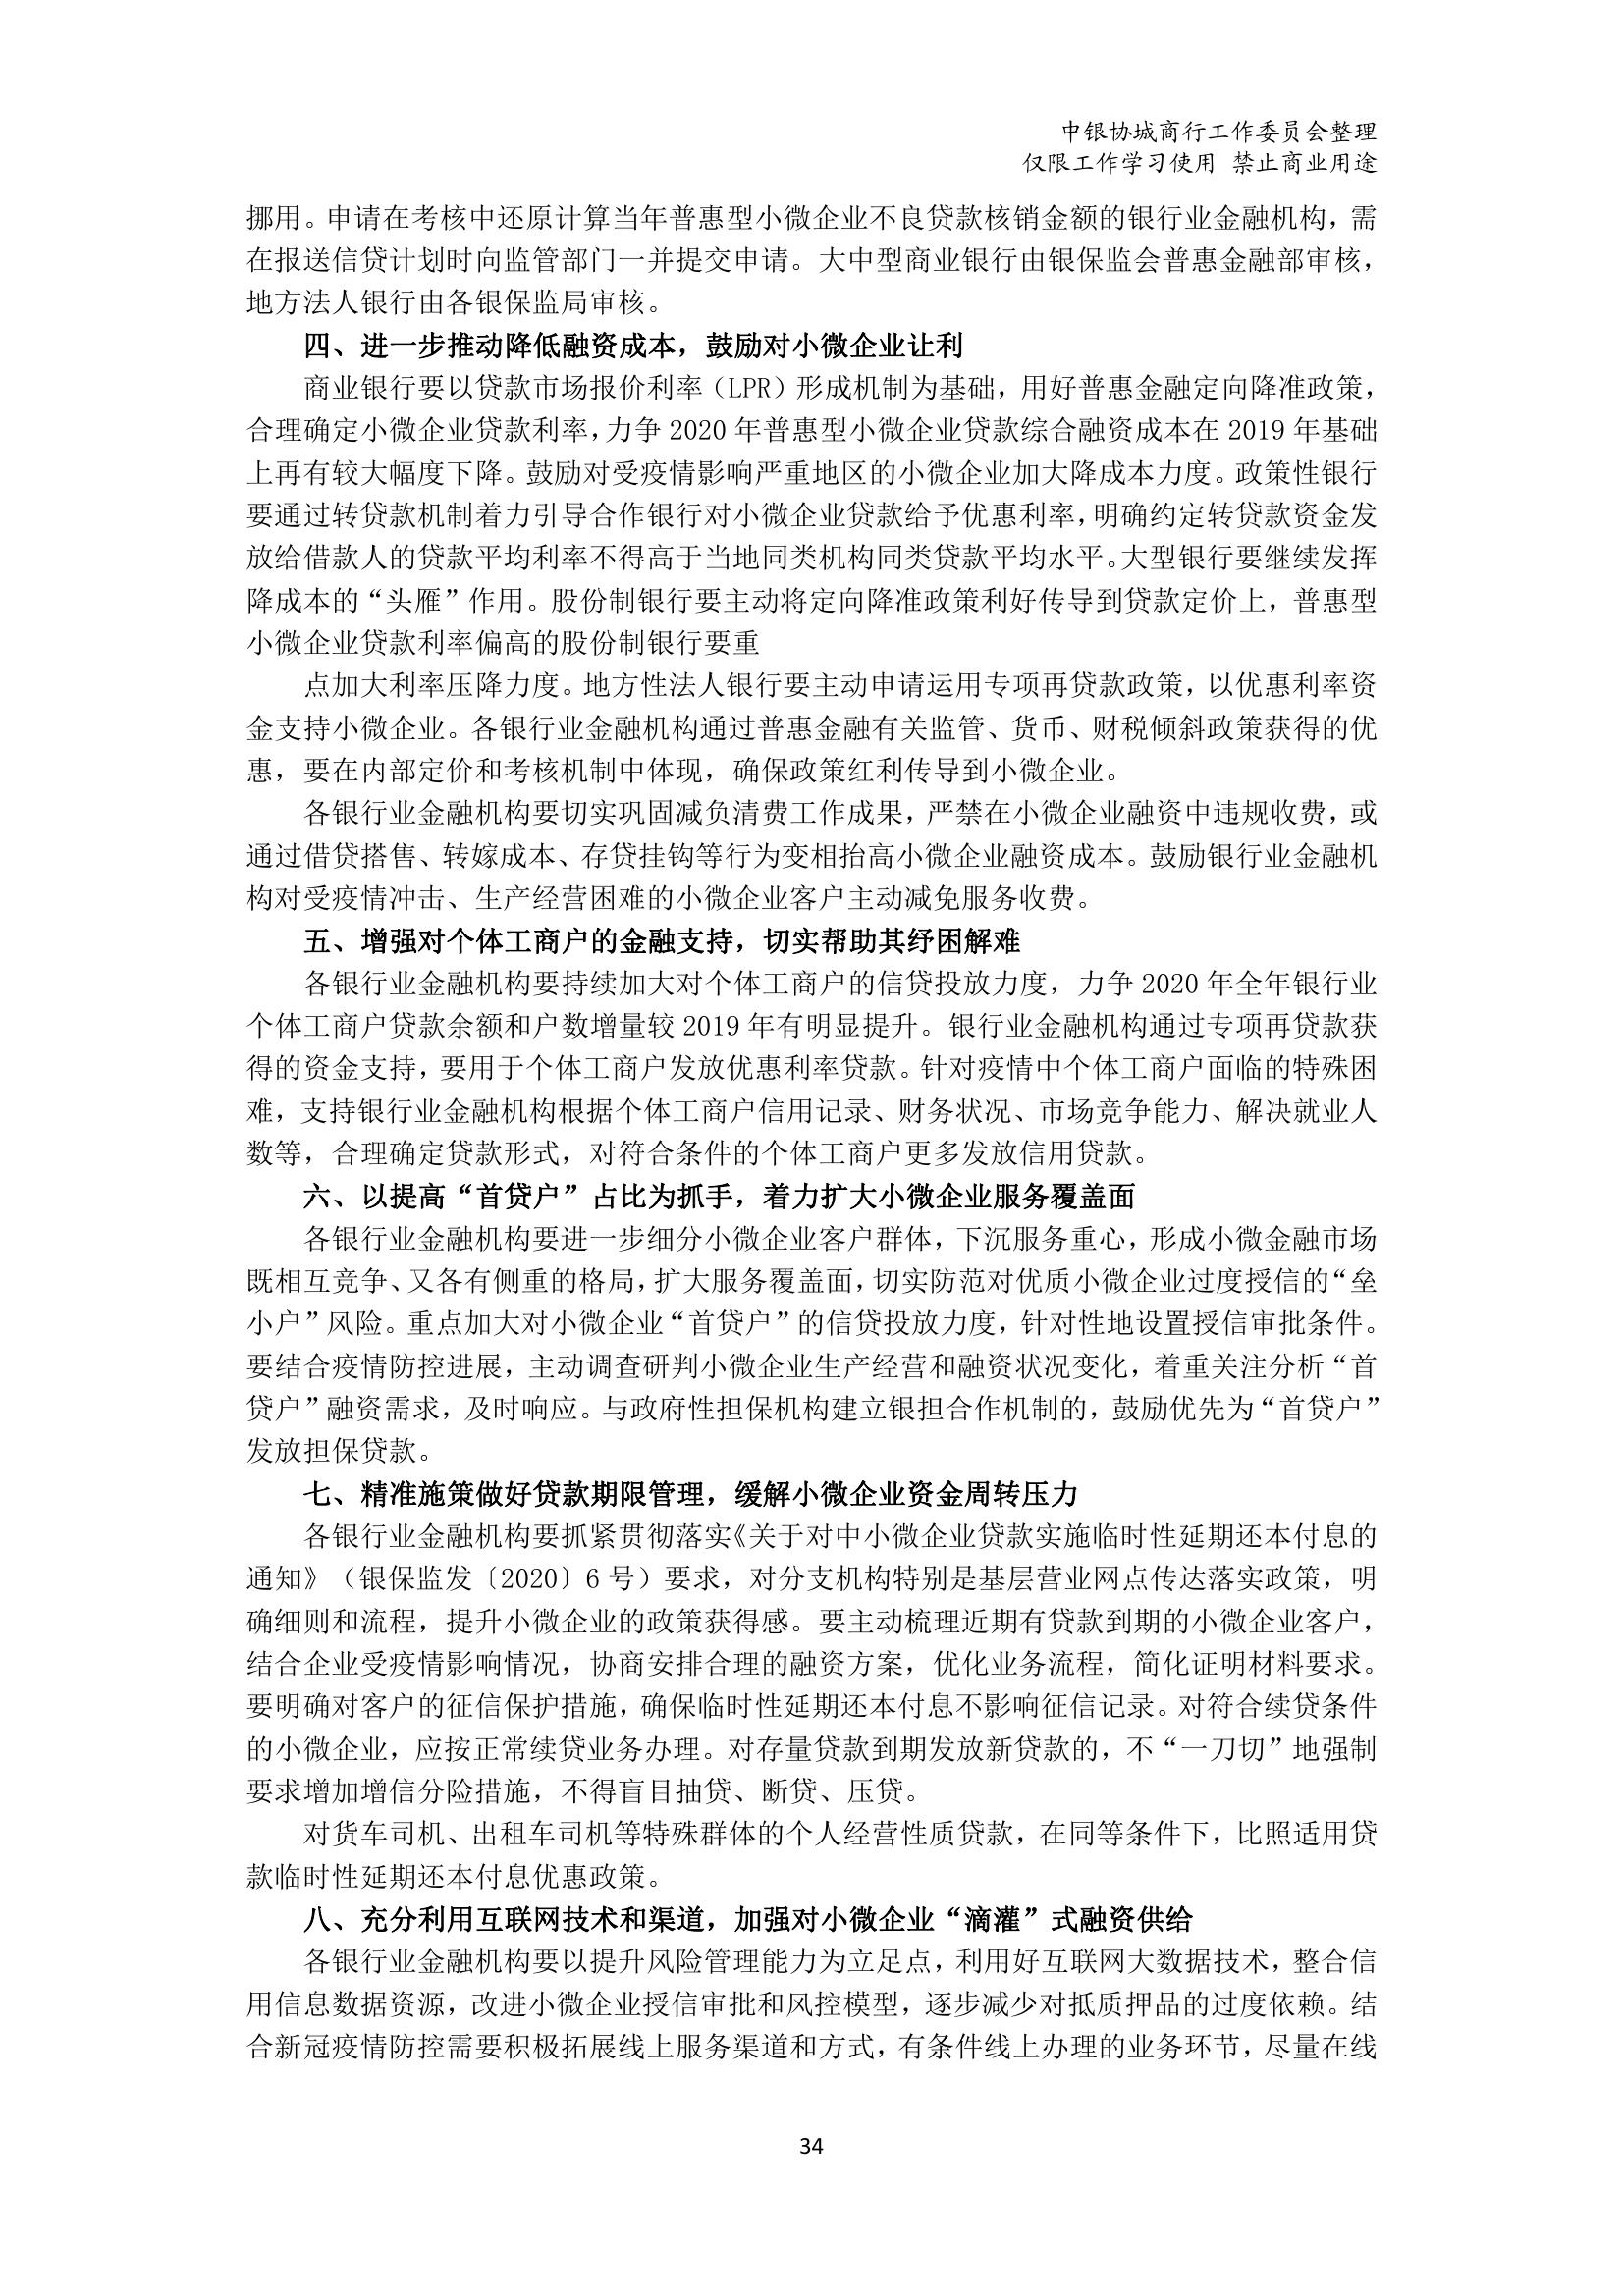 中银协城商行工作委员会整理
仅限工作学习使用 禁止商业用途
挪用。申请在考核中还原计算当年普惠型小微企业不良贷款核销金额的银行业金融机构，需
在报送信贷计划时向监管部门一并提交申请。大中型商业银行由银保监会普惠金融部审核，
地方法人银行由各银保监局审核。
四、进一步推动降低融资成本，鼓励对小微企业让利
商业银行要以贷款市场报价利率（LPR）形成机制为基础，用好普惠金融定向降准政策，
合理确定小微企业贷款利率，力争 2020 年普惠型小微企业贷款综合融资成本在 2019 年基础
上再有较大幅度下降。鼓励对受疫情影响严重地区的小微企业加大降成本力度。政策性银行
要通过转贷款机制着力引导合作银行对小微企业贷款给予优惠利率，明确约定转贷款资金发
放给借款人的贷款平均利率不得高于当地同类机构同类贷款平均水平。大型银行要继续发挥
降成本的“头雁”作用。股份制银行要主动将定向降准政策利好传导到贷款定价上，普惠型
小微企业贷款利率偏高的股份制银行要重
点加大利率压降力度。地方性法人银行要主动申请运用专项再贷款政策，以优惠利率资
金支持小微企业。各银行业金融机构通过普惠金融有关监管、货币、财税倾斜政策获得的优
惠，要在内部定价和考核机制中体现，确保政策红利传导到小微企业。
各银行业金融机构要切实巩固减负清费工作成果，严禁在小微企业融资中违规收费，或
通过借贷搭售、转嫁成本、存贷挂钩等行为变相抬高小微企业融资成本。鼓励银行业金融机
构对受疫情冲击、生产经营困难的小微企业客户主动减免服务收费。
五、增强对个体工商户的金融支持，切实帮助其纾困解难
各银行业金融机构要持续加大对个体工商户的信贷投放力度，力争 2020 年全年银行业
个体工商户贷款余额和户数增量较 2019 年有明显提升。银行业金融机构通过专项再贷款获
得的资金支持，要用于个体工商户发放优惠利率贷款。针对疫情中个体工商户面临的特殊困
难，支持银行业金融机构根据个体工商户信用记录、财务状况、市场竞争能力、解决就业人
数等，合理确定贷款形式，对符合条件的个体工商户更多发放信用贷款。
六、以提高“首贷户”占比为抓手，着力扩大小微企业服务覆盖面
各银行业金融机构要进一步细分小微企业客户群体，下沉服务重心，形成小微金融市场
既相互竞争、又各有侧重的格局，扩大服务覆盖面，切实防范对优质小微企业过度授信的“垒
小户”风险。重点加大对小微企业“首贷户”的信贷投放力度，针对性地设置授信审批条件。
要结合疫情防控进展，主动调查研判小微企业生产经营和融资状况变化，着重关注分析“首
贷户”融资需求，及时响应。与政府性担保机构建立银担合作机制的，鼓励优先为“首贷户”
发放担保贷款。
七、精准施策做好贷款期限管理，缓解小微企业资金周转压力
各银行业金融机构要抓紧贯彻落实《关于对中小微企业贷款实施临时性延期还本付息的
通知》（银保监发〔2020〕6 号）要求，对分支机构特别是基层营业网点传达落实政策，明
确细则和流程，提升小微企业的政策获得感。要主动梳理近期有贷款到期的小微企业客户，
结合企业受疫情影响情况，协商安排合理的融资方案，优化业务流程，简化证明材料要求。
要明确对客户的征信保护措施，确保临时性延期还本付息不影响征信记录。对符合续贷条件
的小微企业，应按正常续贷业务办理。对存量贷款到期发放新贷款的，不“一刀切”地强制
要求增加增信分险措施，不得盲目抽贷、断贷、压贷。
对货车司机、出租车司机等特殊群体的个人经营性质贷款，在同等条件下，比照适用贷
款临时性延期还本付息优惠政策。
八、充分利用互联网技术和渠道，加强对小微企业“滴灌”式融资供给
各银行业金融机构要以提升风险管理能力为立足点，利用好互联网大数据技术，整合信
用信息数据资源，改进小微企业授信审批和风控模型，逐步减少对抵质押品的过度依赖。结
合新冠疫情防控需要积极拓展线上服务渠道和方式，有条件线上办理的业务环节，尽量在线
34